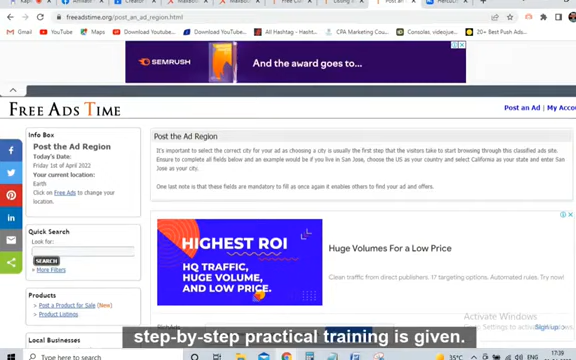 Creator
freeadstime.org/post_an_ad_region.html
Gmail
YouTube
Maps
All Hashtag - Hasht...
CPA Marketing Cou...
Consolas, videoue...
20+ Best Push Ads...
SEMRUSH
And the award goes to...
FREE ADS TIME
Post an Ad | My Accou
Info Box
Post the Ad Region
Today's Date:
Friday 1st of April 2022
Your current location:
Earth
Click on Free Ads to change your
location.
Quick Search
Look for:
SEARCH
» More Filters
Products
Post a Product for Sale (New)
Product Listings
Local Businesses
Post the Ad Region
It's important to select the correct city for your ad as choosing a city is usually the first step that the visitors take to start browsing through this classified ads site.
Ensure to complete all fields below and an example would be if you live in San Jose, choose the US as your country and select California as your state and enter San
Jose as your city.
One last note is that these fields are mandatory to fill as once again it enables others to find your ad and offers.
HIGHEST ROI
HQ TRAFFIC,
HUGE VOLUME,
AND LOW PRICE.
Huge Volumes For a Low Price
Clean traffic from direct publishers. 17 targeting options. Automated rules. Try now!
Activate Windows
Go to Settings to activate
Sign up
step-by-step practical training is given.
Type here to search
35°C
17:39